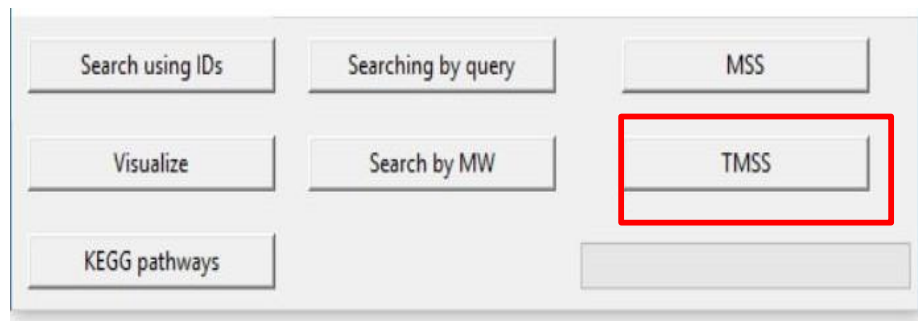 Search using IDs
Searching by query
MSS
Visualize
Search by MW
TMSS
KEGG pathways